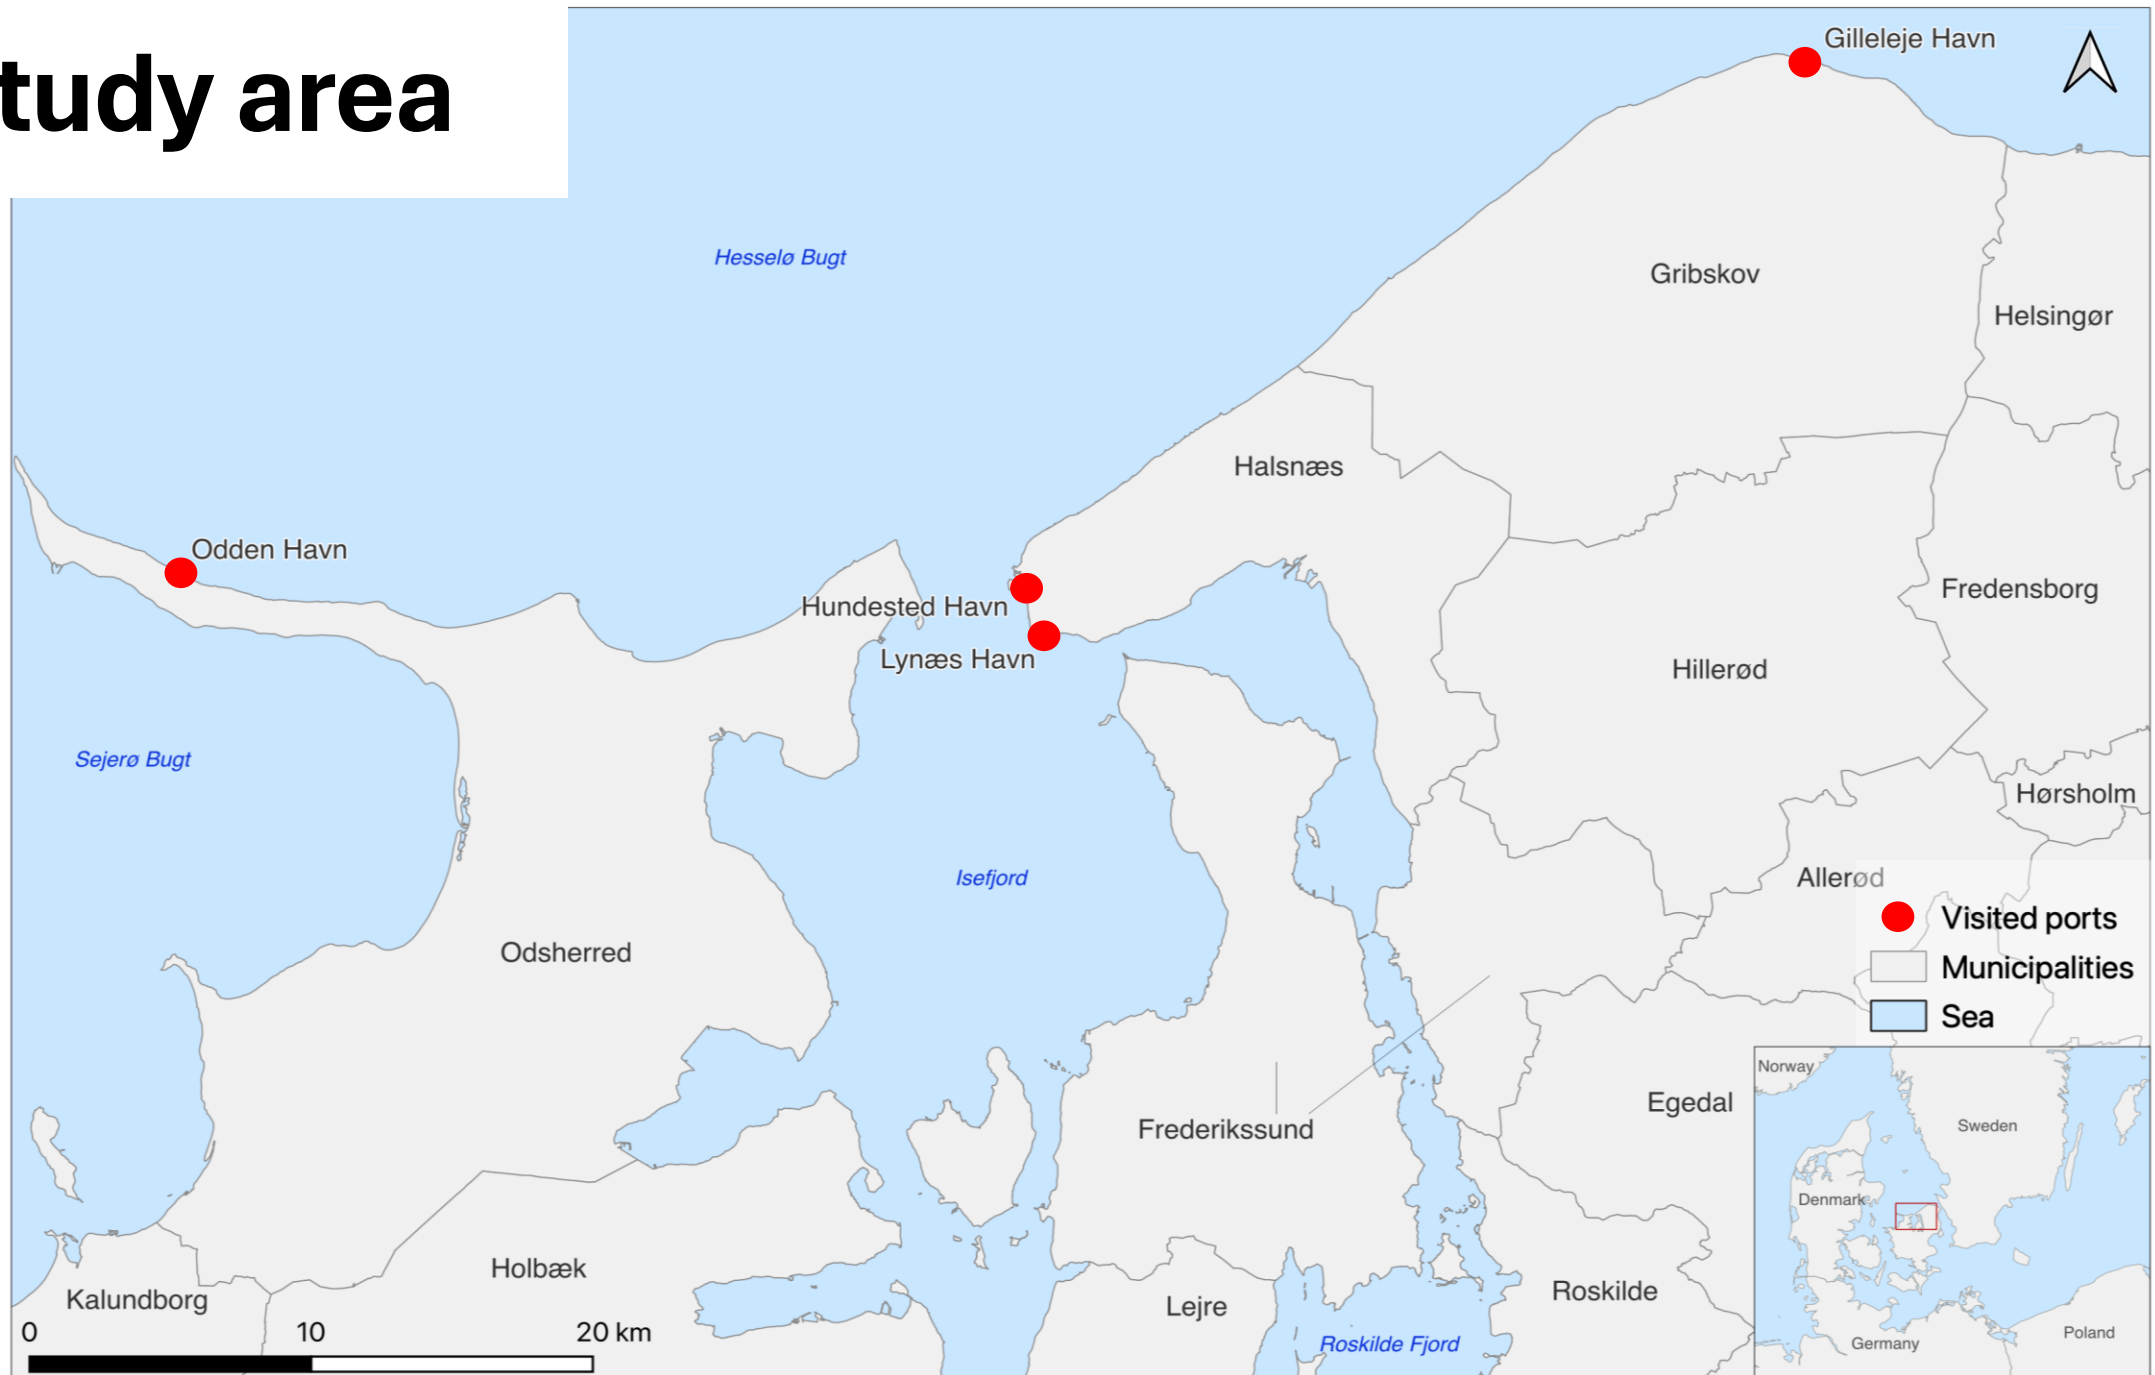 tudy area
Gilleleje Havn
Hesselø Bugt
Gribskov
Helsingør
Halsnæs
Odden Havn
Hundested Havn
Fredensborg
Lynæs Havn
Hillerød
Sejerø Bugt
Hørsholm
Isefjord
Allerød
Visited ports
Odsherred
Municipalities
Sea
Norway
Egedal
Sweden
Frederikssund
Denmark
Holbæk
Kalundborg
Lejre
Roskilde
0 10 20 km
Roskilde Fjord
Germany
Poland